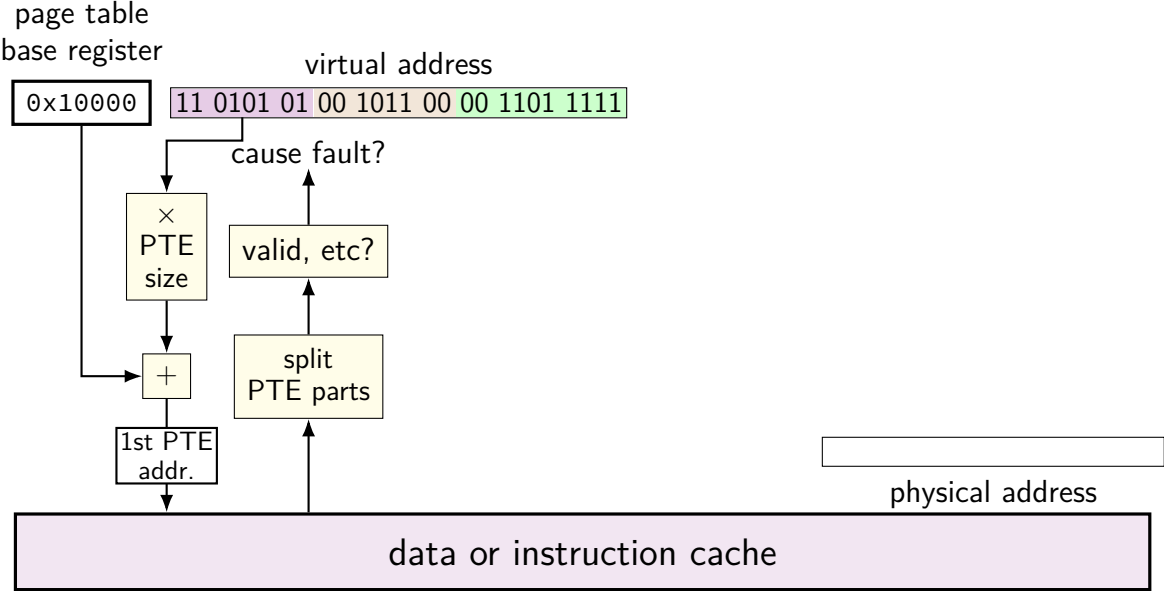 page table
base register
virtual address
0x10000
11 0101 01 00 1011 00 00 1101 1111
cause fault?
×
PTE
size
valid, etc?
split
PTE parts
+
1st PTE
addr.
physical address
data or instruction cache